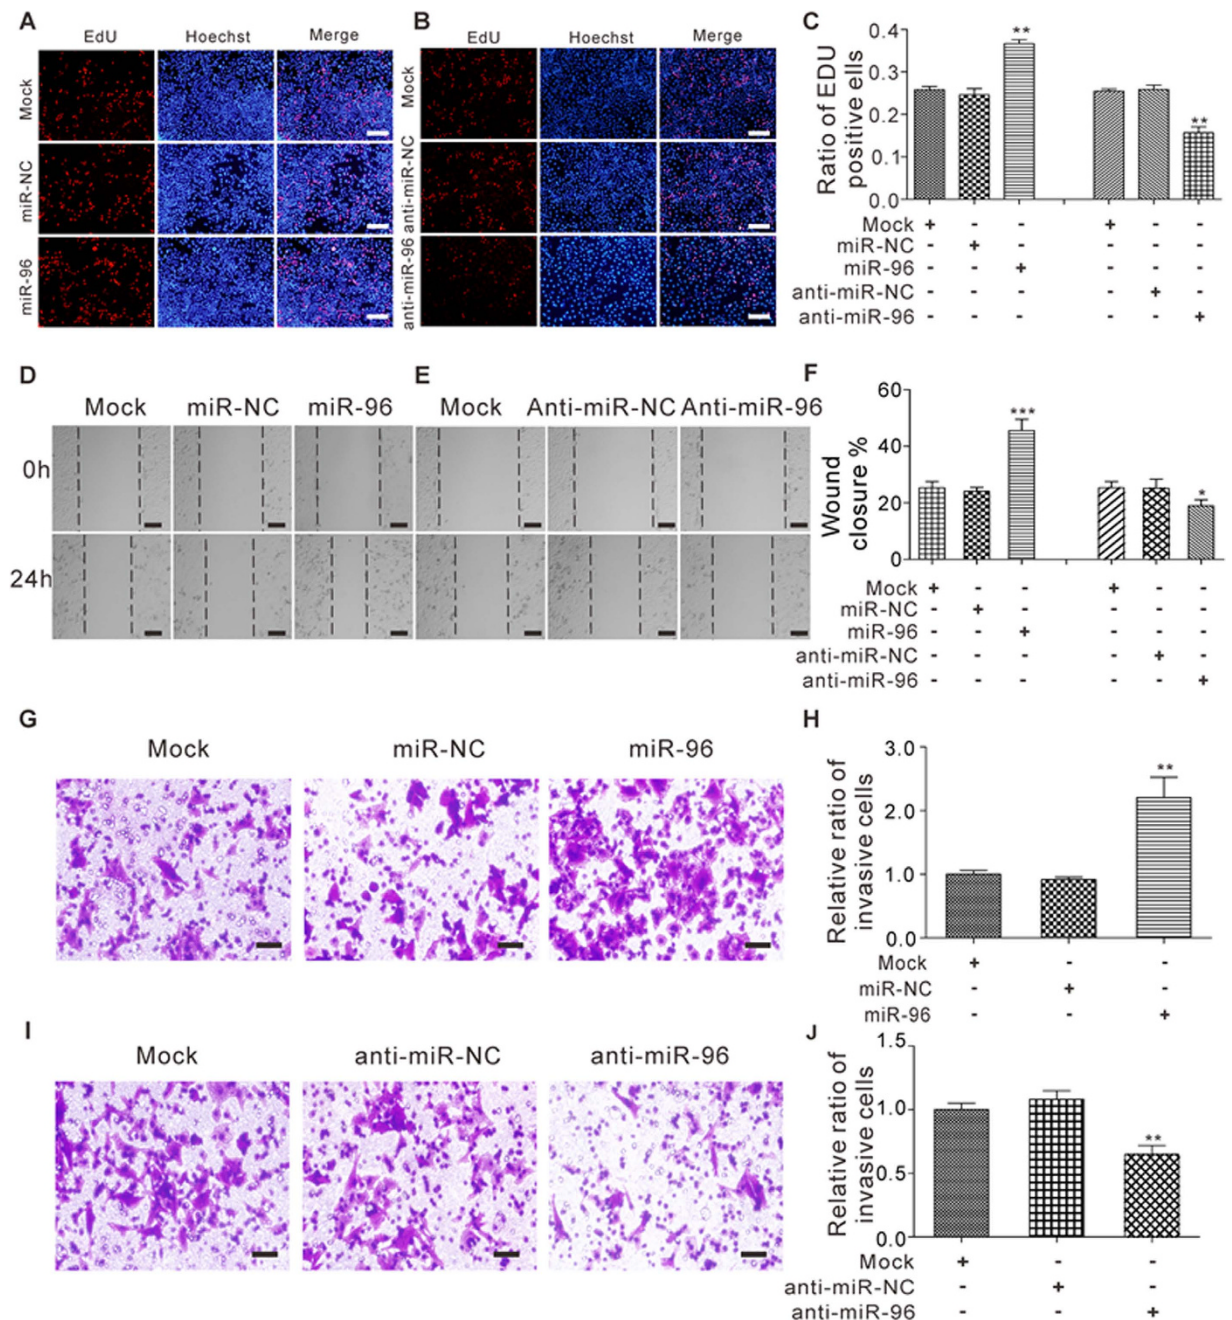 A
EdU Hoechst Merge
Mock
miR-NC
miR-96
B
EdU Hoechst Merge
Mock
anti-miR-NC
anti-miR-96
C
Ratio of EDU
positive ells
0.4
0.3
0.2
0.1
0.0
** **
Mock + - - + - -
miR-NC - + - - - -
miR-96 - - + - - -
anti-miR-NC - - - - + -
anti-miR-96 - - - - - +
D
Mock miR-NC miR-96
0h
24h
E
Mock Anti-miR-NC Anti-miR-96
F
Wound
closure %
60
40
20
0
*** *
Mock + - - + - -
miR-NC - + - - - -
miR-96 - - + - - -
anti-miR-NC - - - - + -
anti-miR-96 - - - - - +
G
Mock miR-NC miR-96
H
Relative ratio of
invasive cells
3.0
2.0
1.0
0.0
**
Mock + - -
miR-NC - + -
miR-96 - - +
I
Mock anti-miR-NC anti-miR-96
J
Relative ratio of
invasive cells
1.5
1.0
0.5
0.0
**
Mock + - -
anti-miR-NC - + -
anti-miR-96 - - +